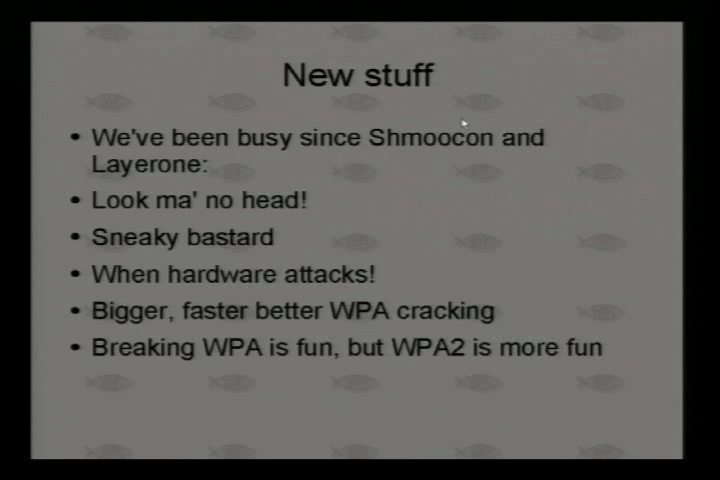 New stuff
• We've been busy since Shmoocon and
Layerone:
• Look ma' no head!
• Sneaky bastard
• When hardware attacks!
• Bigger, faster better WPA cracking
• Breaking WPA is fun, but WPA2 is more fun